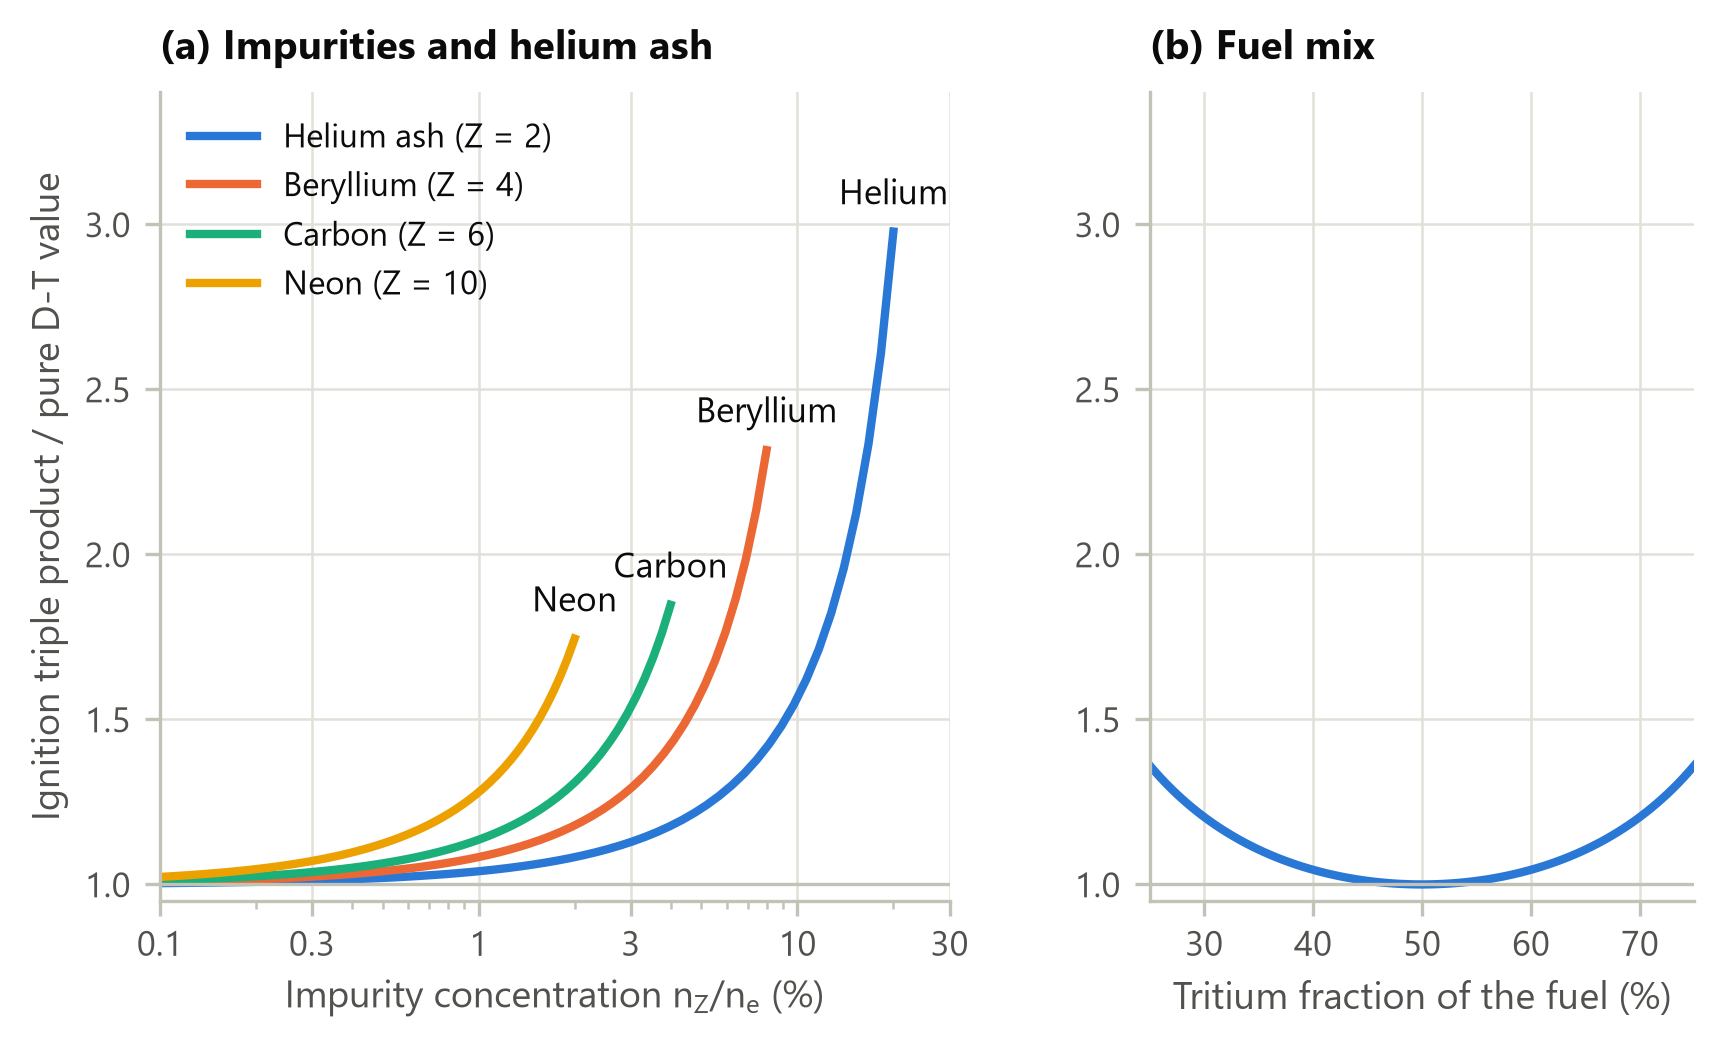 (a) Impurities and helium ash
Ignition triple product / pure D-T value
3.0
2.5
2.0
1.5
1.0
Helium ash (Z = 2)
Beryllium (Z = 4)
Carbon (Z = 6)
Neon (Z = 10)
Helium
Beryllium
Carbon
Neon
0.1 0.3 1 3 10 30
Impurity concentration n_Z/n_e (%)
(b) Fuel mix
3.0
2.5
2.0
1.5
1.0
30 40 50 60 70
Tritium fraction of the fuel (%)